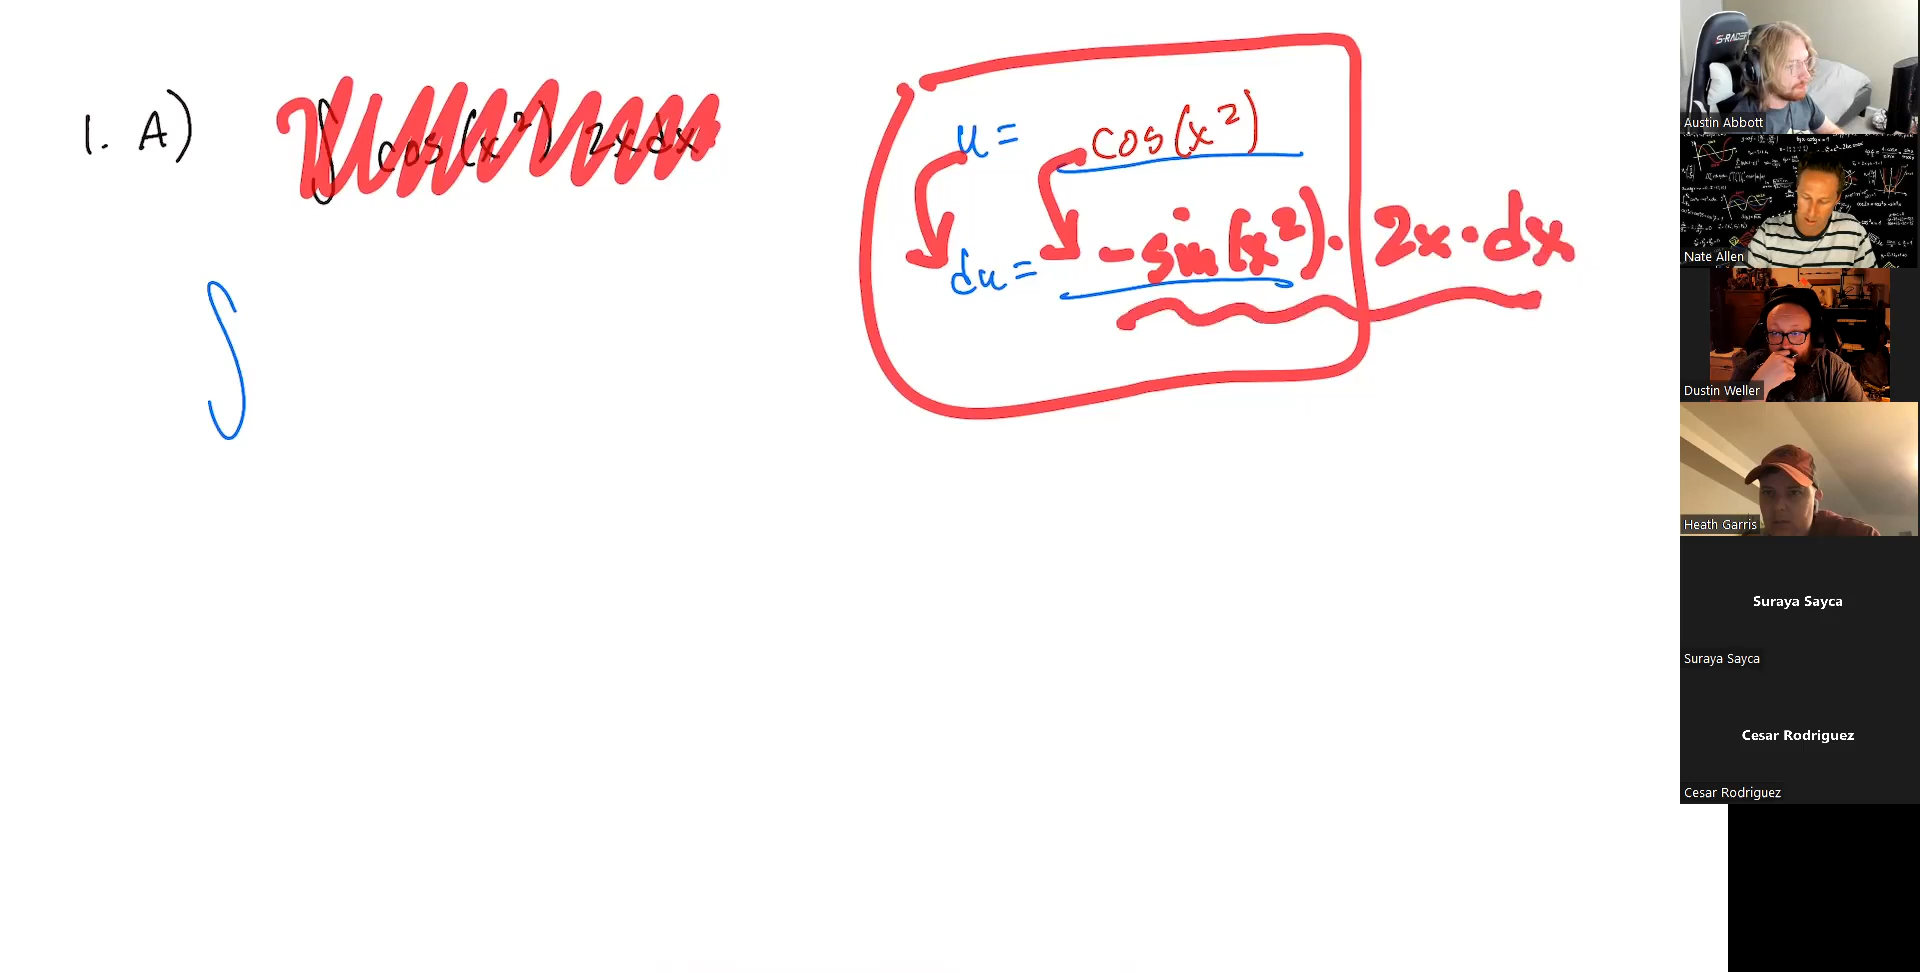 1. A) ∫ cos(x²) 2x dx
u = cos(x²)
du = -sin(x²) · 2x · dx
∫
S-RACER
Austin Abbott
Nate Allen
Dustin Weller
Heath Garris
Suraya Sayca
Suraya Sayca
Cesar Rodriguez
Cesar Rodriguez